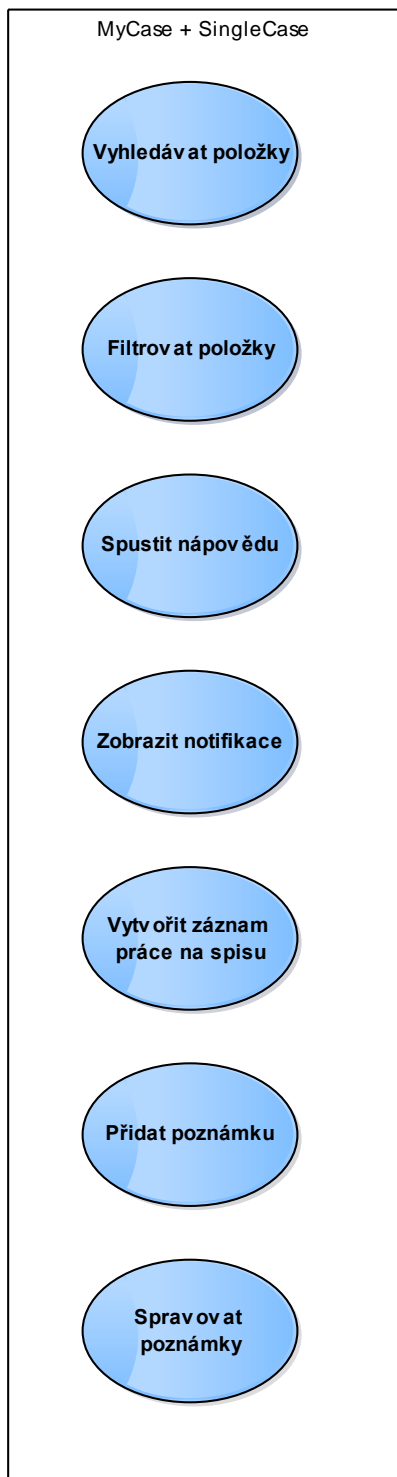 MyCase + SingleCase
Vyhledávat položky
Filtrovat položky
Spustit nápovědu
Zobrazit notifikace
Vytvořit záznam
práce na spisu
Přidat poznámku
Spravovat
poznámky